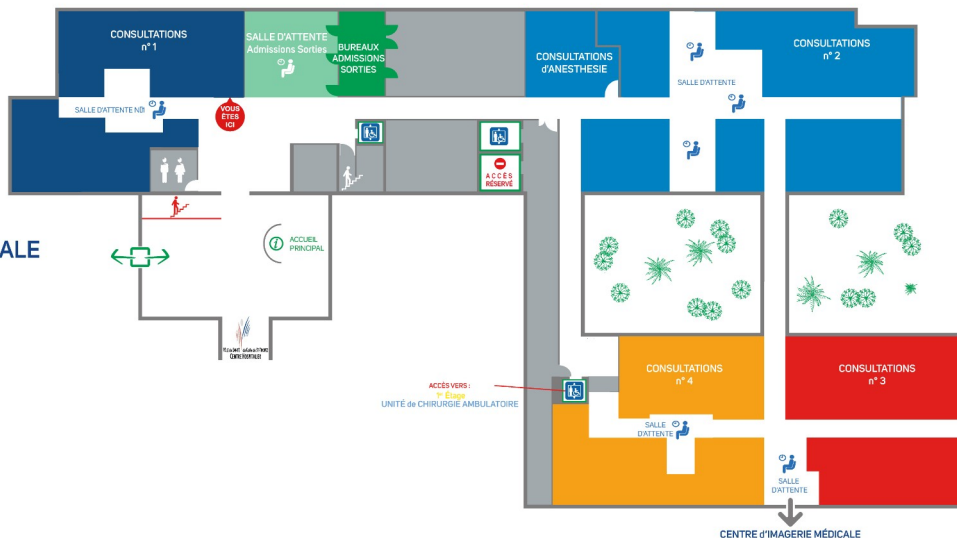 CONSULTATIONS
n° 1
SALLE D'ATTENTE
Admissions Sorties
BUREAUX
ADMISSIONS
SORTIES
CONSULTATIONS
d'ANESTHESIE
SALLE D'ATTENTE
CONSULTATIONS
n° 2
SALLE D'ATTENTE
VOUS
ÊTES
ICI
ACCÈS
RÉSERVÉ
ALE
i
ACCUEIL
PRINCIPAL
CENTRE HOSPITALIER
CONSULTATIONS
n° 4
CONSULTATIONS
n° 3
ACCÈS VERS :
1er Étage
UNITÉ de CHIRURGIE AMBULATOIRE
SALLE
D'ATTENTE
SALLE
D'ATTENTE
CENTRE d'IMAGERIE MÉDICALE